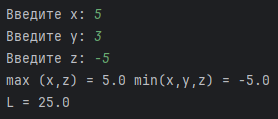 Введите x: 5
Введите y: 3
Введите z: -5
max (x,z) = 5.0 min(x,y,z) = -5.0
L = 25.0